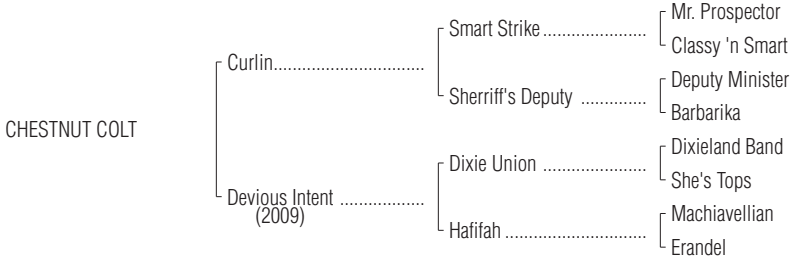 Mr. Prospector
Smart Strike......................
Classy 'n Smart
Curlin................................
Deputy Minister
Sherriff's Deputy ..............
Barbarika
CHESTNUT COLT
Dixieland Band
Dixie Union ......................
She's Tops
Devious Intent ..................
(2009)
Machiavellian
Hafifah ..............................
Erandel